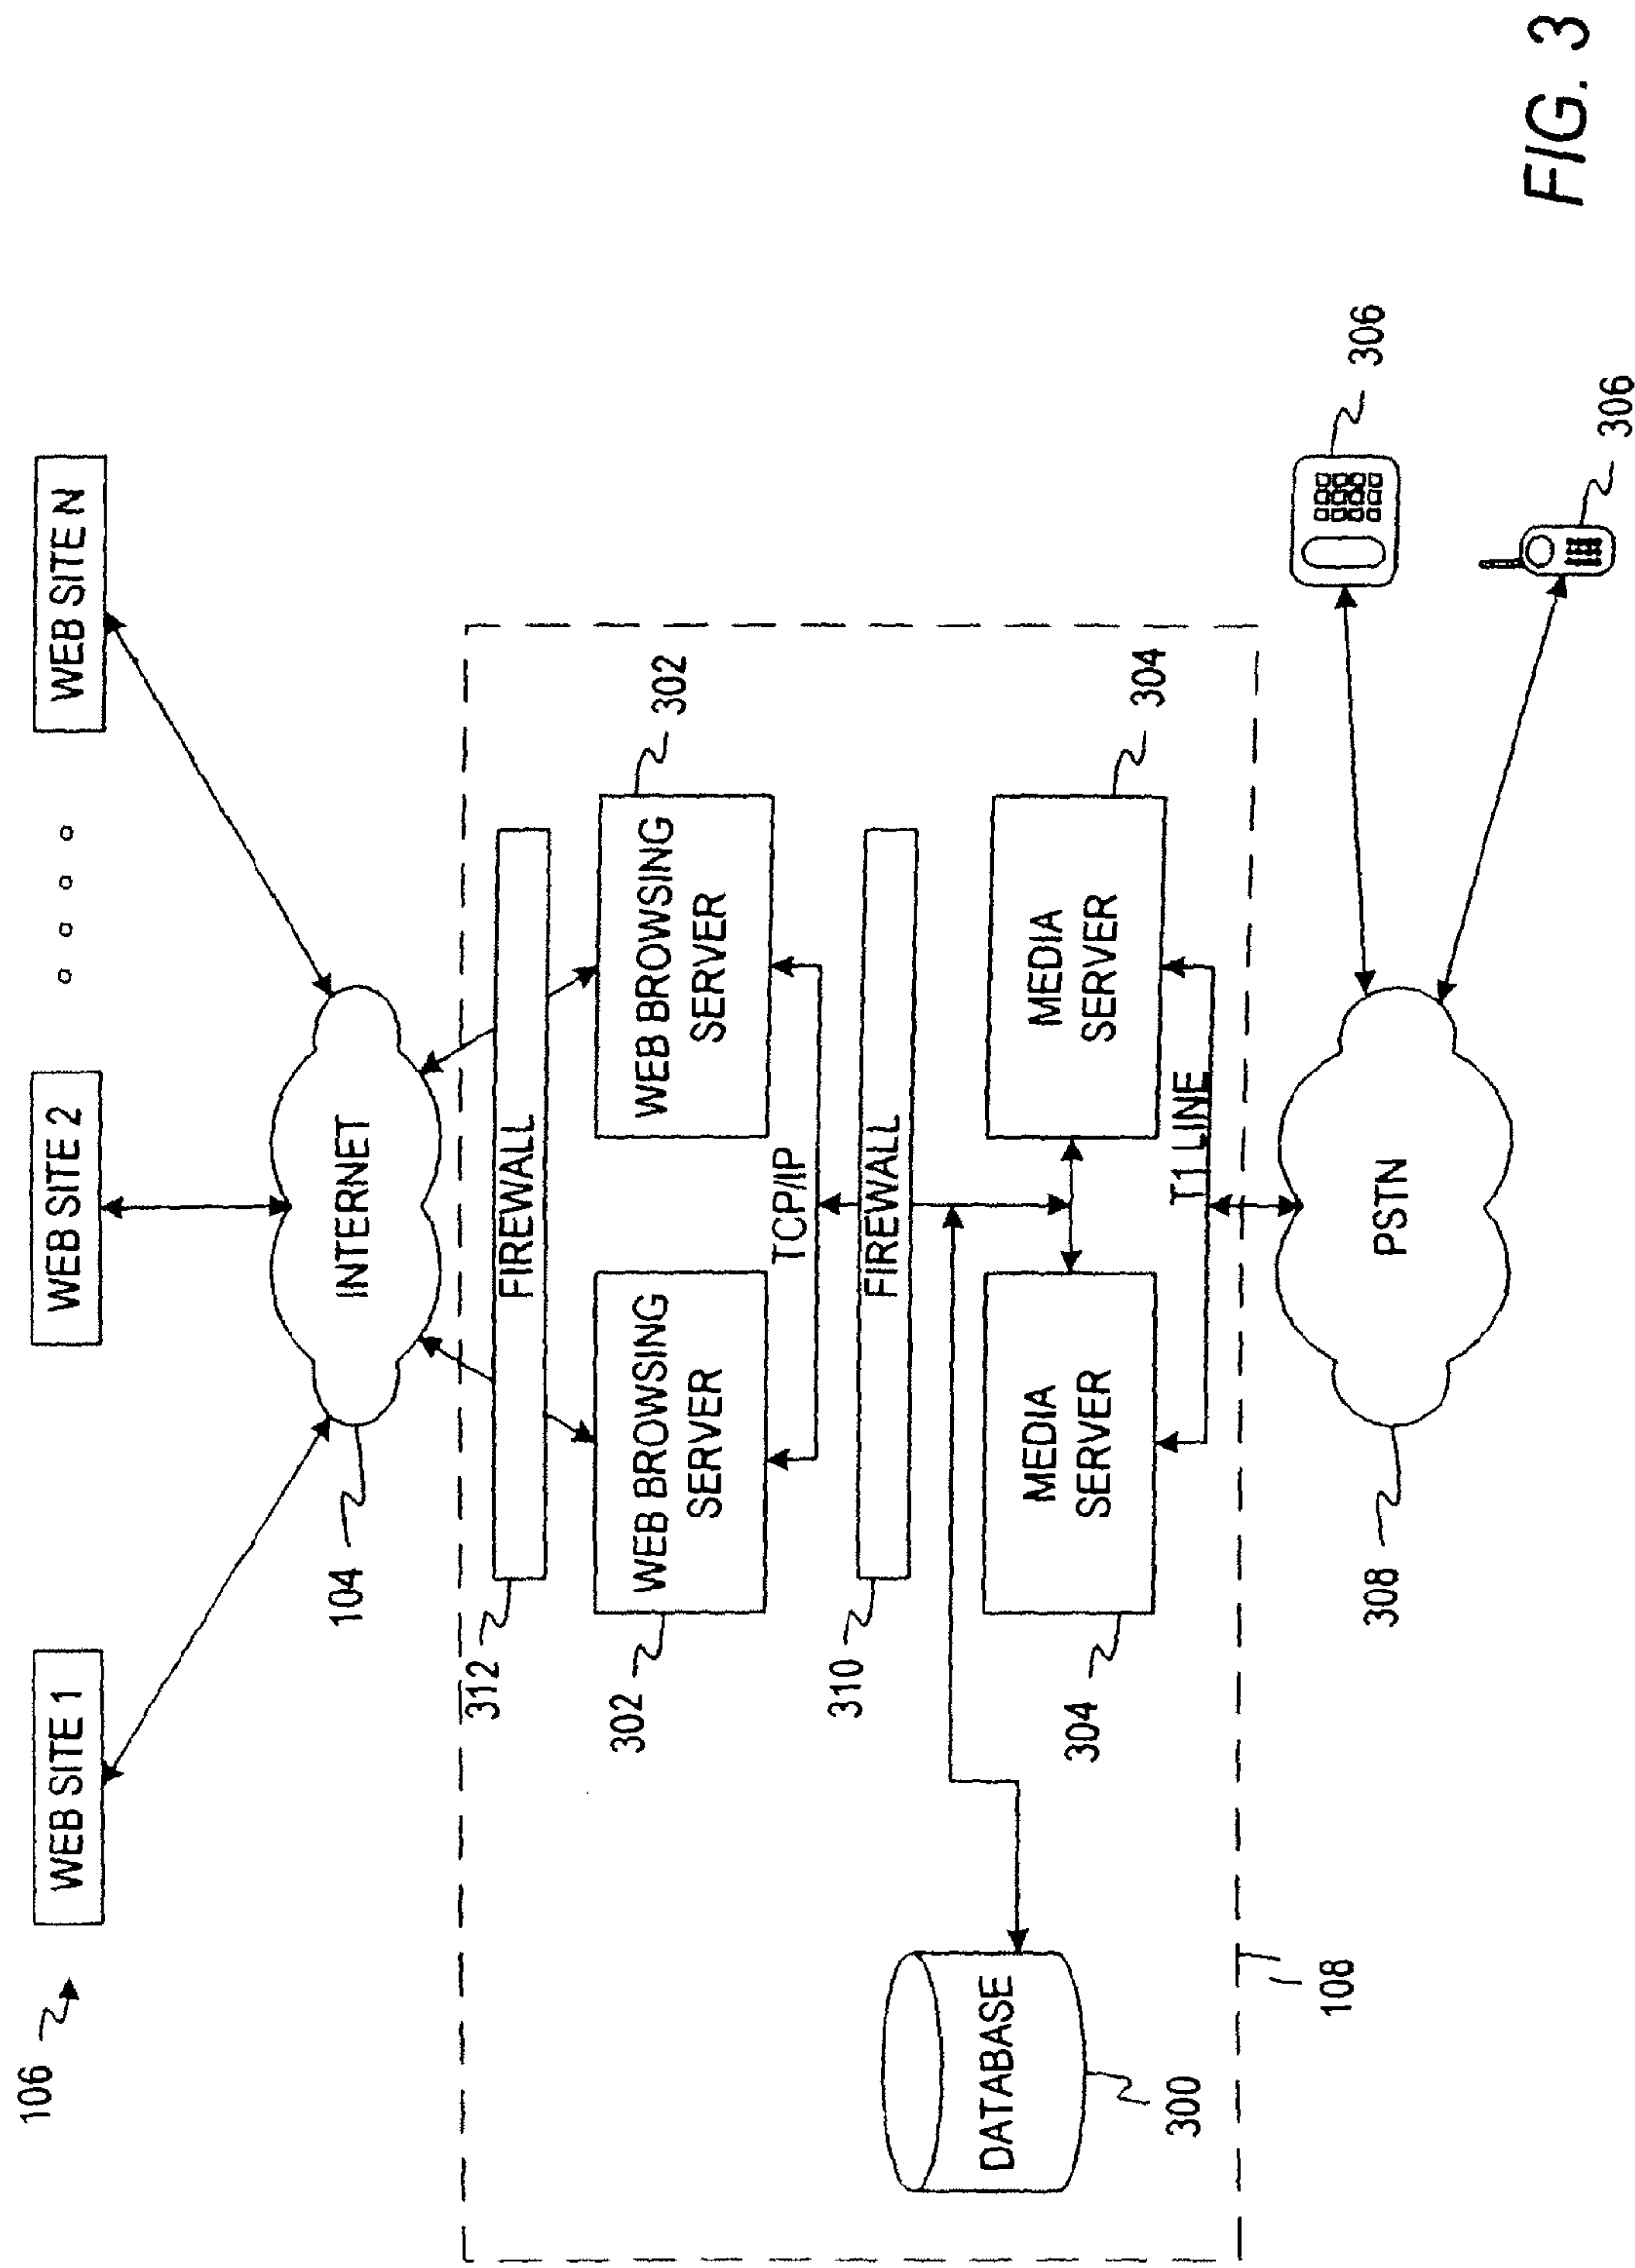 106
WEB SITE 1
WEB SITE 2
WEB SITE N
104
INTERNET
312
FIREWALL
302
WEB BROWSING
SERVER
WEB BROWSING
SERVER
302
TCP/IP
310
FIREWALL
DATABASE
300
304
MEDIA
SERVER
MEDIA
SERVER
304
T1 LINE
108
308
PSTN
306
306
FIG. 3